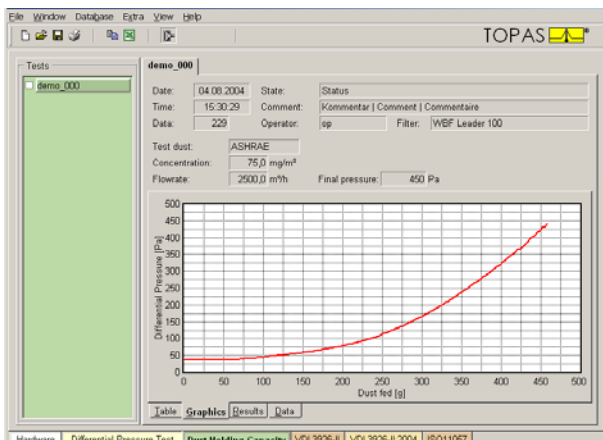 File Window Database Extra View Help
TOPAS
Tests
demo_000
demo_000
Date: 04.08.2004 State: Status
Time: 15:30:29 Comment: Kommentar | Comment | Commentaire
Data: 229 Operator: op Filter: WBF Leader 100
Test dust: ASHRAE
Concentration: 75,0 mg/m³
Flowrate: 2500,0 m³/h Final pressure: 450 Pa
Differential Pressure [Pa]
500
450
400
350
300
250
200
150
100
50
0
0 50 100 150 200 250 300 350 400 450 500
Dust fed [g]
Table Graphics Results Data
Hardware Differential Pressure Test Dust Holding Capacity VDI 3926-II VDI 3926-II 2004 ISO11057